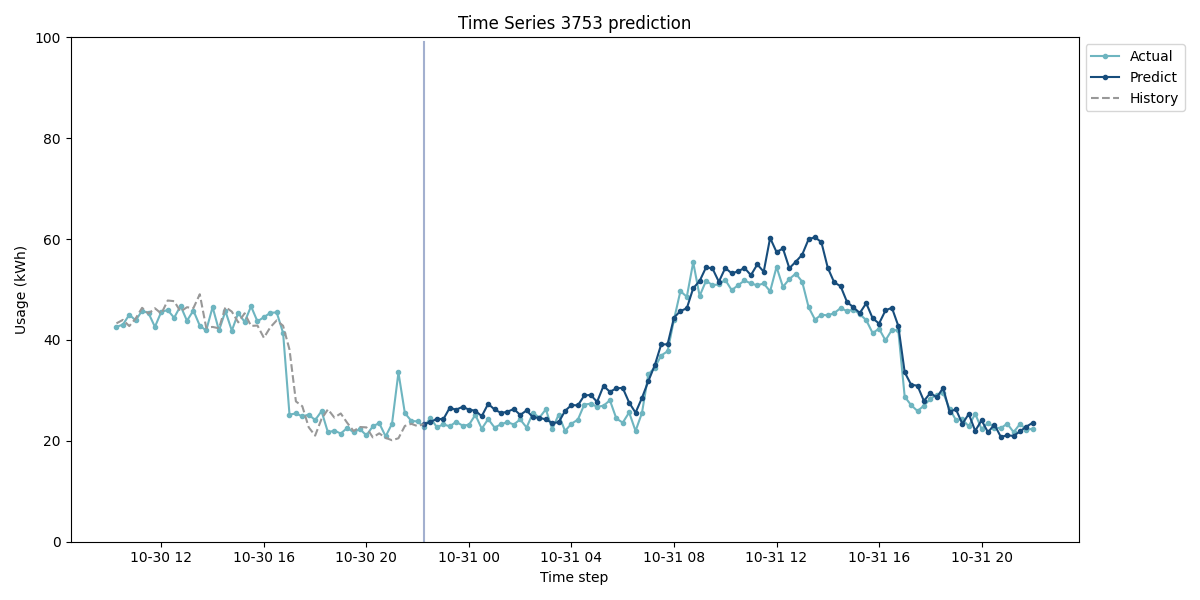 Time Series 3753 prediction
Actual
Predict
History
Usage (kWh)
100
80
60
40
20
0
10-30 12
10-30 16
10-30 20
10-31 00
10-31 04
10-31 08
10-31 12
10-31 16
10-31 20
Time step